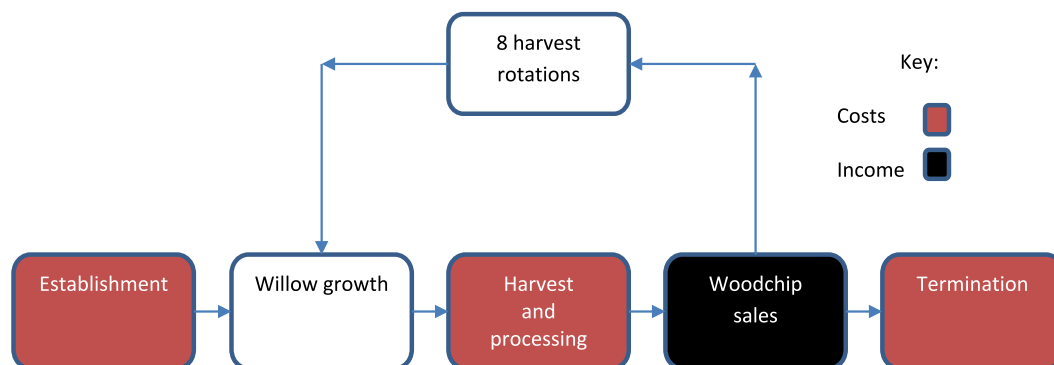 8 harvest
rotations
Key:
Costs
Income
Establishment
Willow growth
Harvest
and
processing
Woodchip
sales
Termination